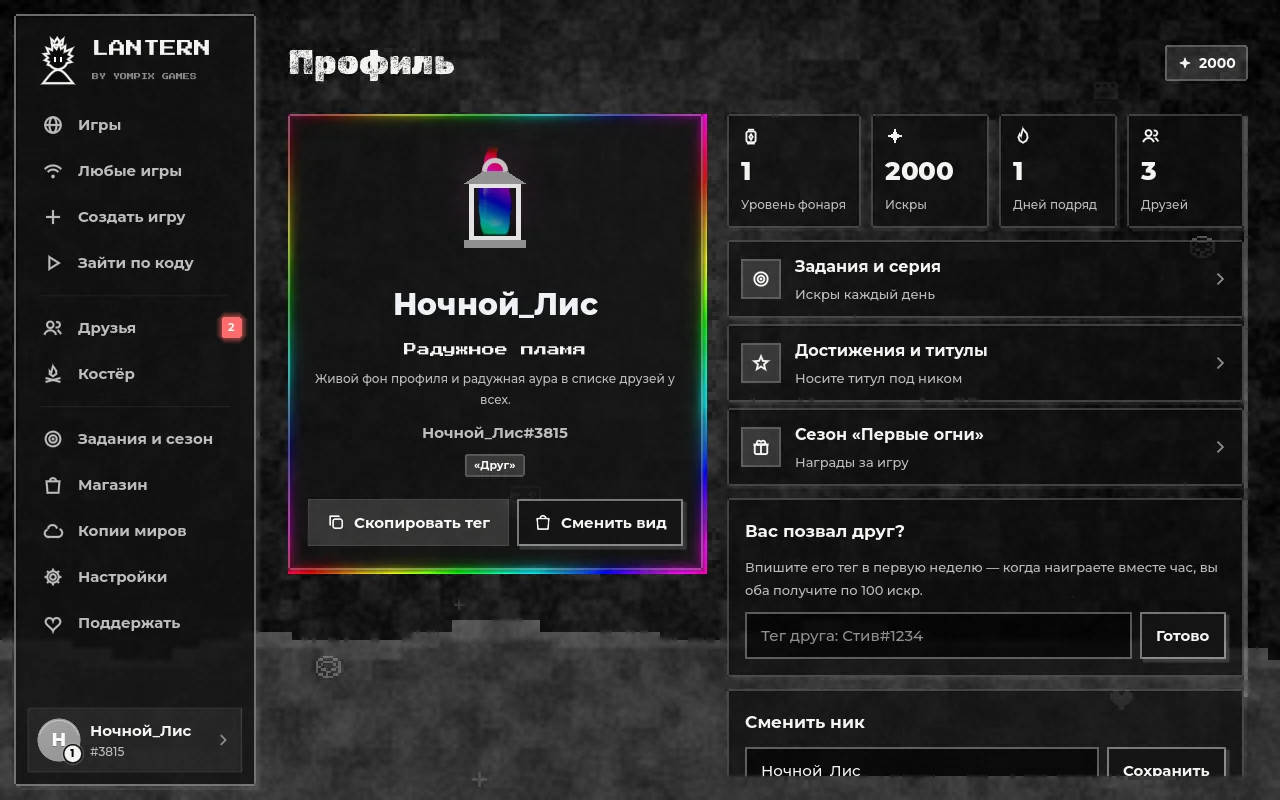 LANTERN
BY YOMPIX GAMES
Игры
Любые игры
Создать игру
Зайти по коду
Друзья
2
Костёр
Задания и сезон
Магазин
Копии миров
Настройки
Поддержать
Н
1
Ночной_Лис
#3815
Профиль
2000
Ночной_Лис
Радужное пламя
Живой фон профиля и радужная аура в списке друзей у
всех.
Ночной_Лис#3815
«Друг»
Скопировать тег
Сменить вид
1
Уровень фонаря
2000
Искры
1
Дней подряд
3
Друзей
Задания и серия
Искры каждый день
Достижения и титулы
Носите титул под ником
Сезон «Первые огни»
Награды за игру
Вас позвал друг?
Впишите его тег в первую неделю — когда наиграете вместе час, вы
оба получите по 100 искр.
Тег друга: Стив#1234
Готово
Сменить ник
Ночной_Лис
Сохранить